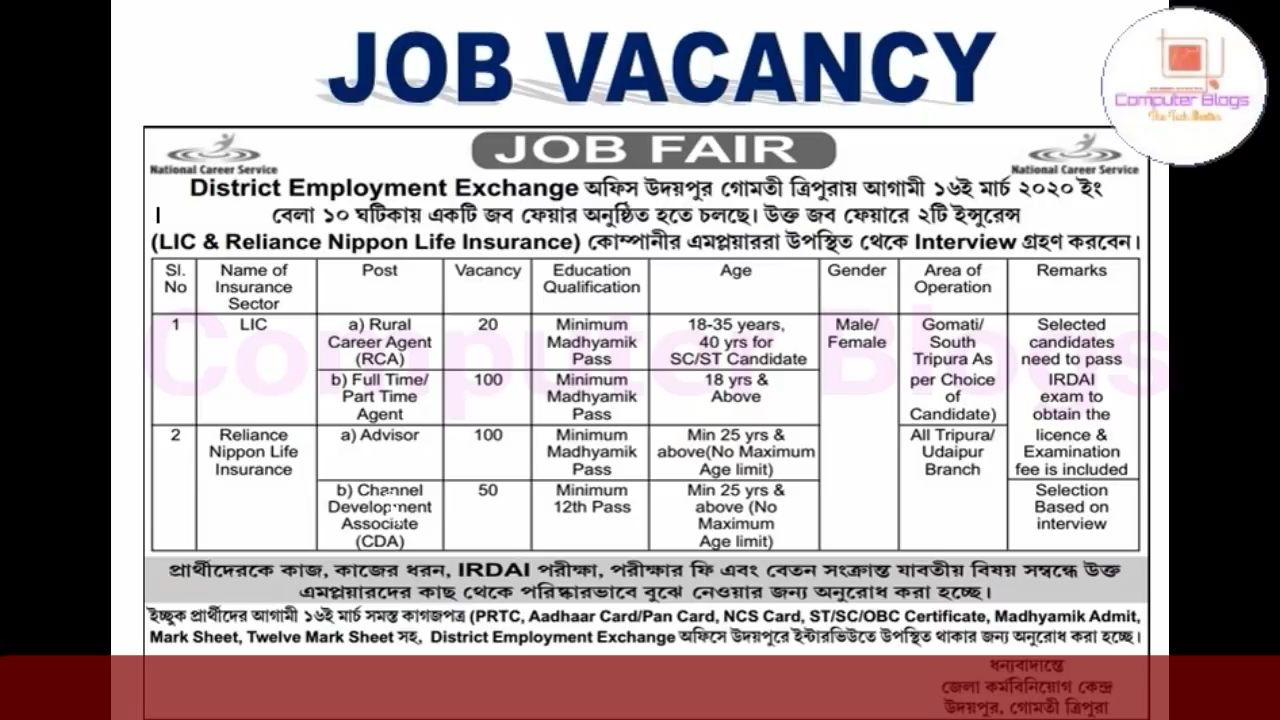 JOB VACANCY
Computer Blogs
JOB FAIR
National Career Service
National Career Service
District Employment Exchange অফিস উদয়পুর গোমতী ত্রিপুরায় আগামী ১৬ই মার্চ ২০২০ ইং
বেলা ১০ ঘটিকায় একটি জব ফেয়ার অনুষ্ঠিত হতে চলছে। উক্ত জব ফেয়ারে ২টি ইন্সুরেন্স
(LIC & Reliance Nippon Life Insurance) কোম্পানীর এমপ্লয়াররা উপস্থিত থেকে Interview গ্রহণ করবেন।
Sl. No | Name of Insurance Sector | Post | Vacancy | Education Qualification | Age | Gender | Area of Operation | Remarks
1 | LIC | a) Rural Career Agent (RCA) | 20 | Minimum Madhyamik Pass | 18-35 years, 40 yrs for SC/ST Candidate | Male/ Female | Gomati/ South Tripura As per Choice of Candidate) | Selected candidates need to pass IRDAI exam to obtain the licence & Examination fee is included
b) Full Time/ Part Time Agent | 100 | Minimum Madhyamik Pass | 18 yrs & Above
2 | Reliance Nippon Life Insurance | a) Advisor | 100 | Minimum Madhyamik Pass | Min 25 yrs & above(No Maximum Age limit) | All Tripura/ Udaipur Branch
b) Channel Development Associate (CDA) | 50 | Minimum 12th Pass | Min 25 yrs & above (No Maximum Age limit) | Selection Based on interview
Computer Blogs
প্রার্থীদেরকে কাজ, কাজের ধরন, IRDAI পরীক্ষা, পরীক্ষার ফি এবং বেতন সংক্রান্ত যাবতীয় বিষয় সম্বন্ধে উক্ত
এমপ্লয়ারদের কাছ থেকে পরিষ্কারভাবে বুঝে নেওয়ার জন্য অনুরোধ করা হচ্ছে।
ইচ্ছুক প্রার্থীদের আগামী ১৬ই মার্চ সমস্ত কাগজপত্র (PRTC, Aadhaar Card/Pan Card, NCS Card, ST/SC/OBC Certificate, Madhyamik Admit,
Mark Sheet, Twelve Mark Sheet সহ, District Employment Exchange অফিসে উদয়পুরে ইন্টারভিউতে উপস্থিত থাকার জন্য অনুরোধ করা হচ্ছে।
ধন্যবাদান্তে
জেলা কর্মবিনিয়োগ কেন্দ্র
উদয়পুর, গোমতী ত্রিপুরা